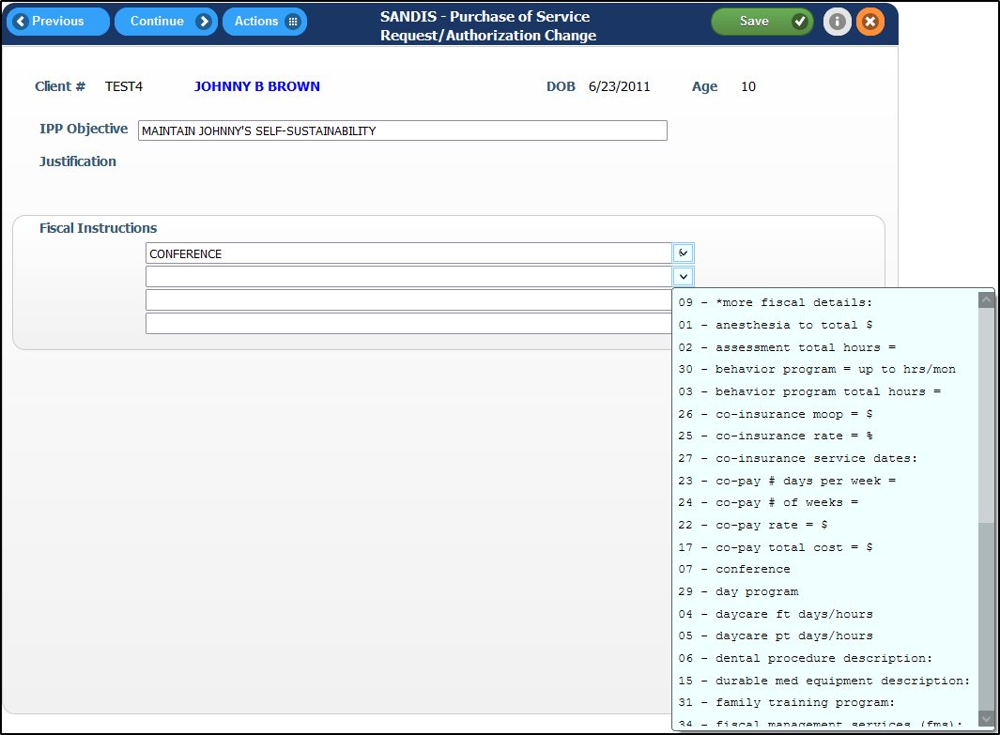 Previous
Continue
Actions
SANDIS - Purchase of Service
Request/Authorization Change
Save
Client # TEST4 JOHNNY B BROWN DOB 6/23/2011 Age 10
IPP Objective MAINTAIN JOHNNY'S SELF-SUSTAINABILITY
Justification
Fiscal Instructions
CONFERENCE
09 - *more fiscal details:
01 - anesthesia to total $
02 - assessment total hours =
30 - behavior program = up to hrs/mon
03 - behavior program total hours =
26 - co-insurance moop = $
25 - co-insurance rate = %
27 - co-insurance service dates:
23 - co-pay # days per week =
24 - co-pay # of weeks =
22 - co-pay rate = $
17 - co-pay total cost = $
07 - conference
29 - day program
04 - daycare ft days/hours
05 - daycare pt days/hours
06 - dental procedure description:
15 - durable med equipment description:
31 - family training program:
34 - fiscal management services (fms):